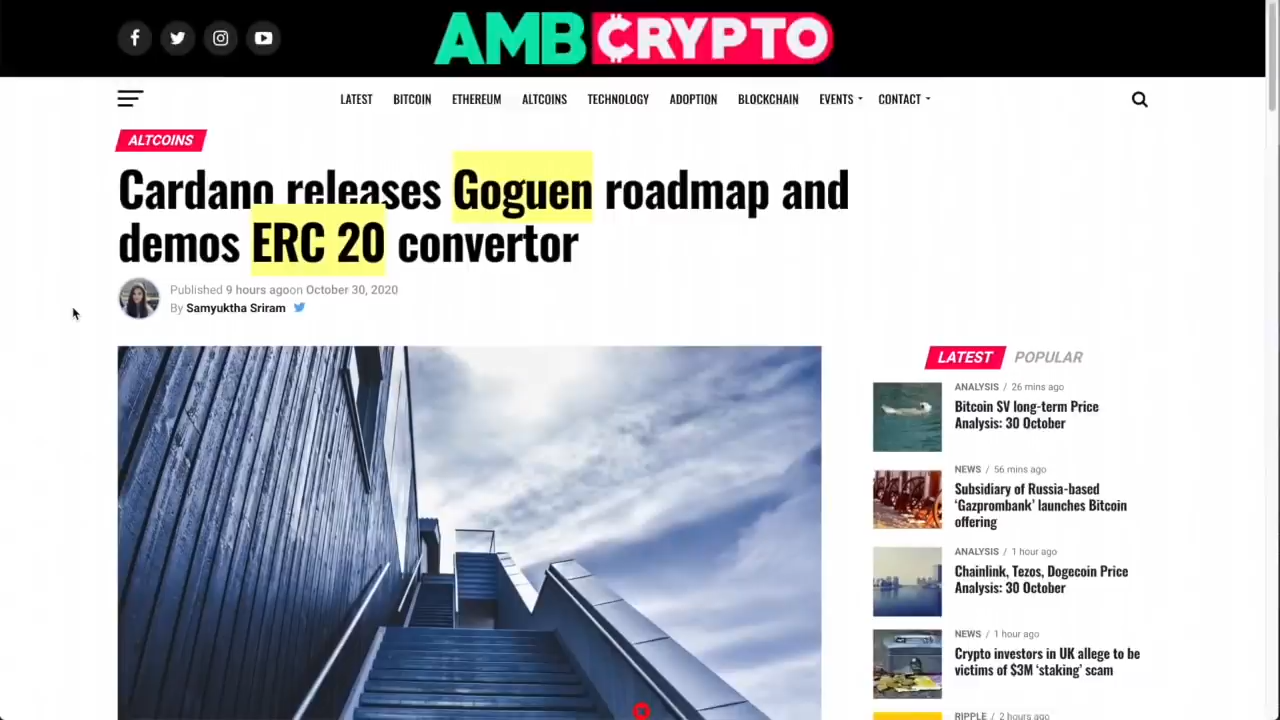 AMBCRYPTO
LATEST BITCOIN ETHEREUM ALTCOINS TECHNOLOGY ADOPTION BLOCKCHAIN EVENTS CONTACT
ALTCOINS
Cardano releases Goguen roadmap and
demos ERC 20 convertor
Published 9 hours agoon October 30, 2020
By Samyuktha Sriram
LATEST POPULAR
ANALYSIS / 26 mins ago
Bitcoin SV long-term Price
Analysis: 30 October
NEWS / 56 mins ago
Subsidiary of Russia-based
‘Gazprombank’ launches Bitcoin
offering
ANALYSIS / 1 hour ago
Chainlink, Tezos, Dogecoin Price
Analysis: 30 October
NEWS / 1 hour ago
Crypto investors in UK allege to be
victims of $3M ‘staking’ scam
RIPPLE / 2 hours ago